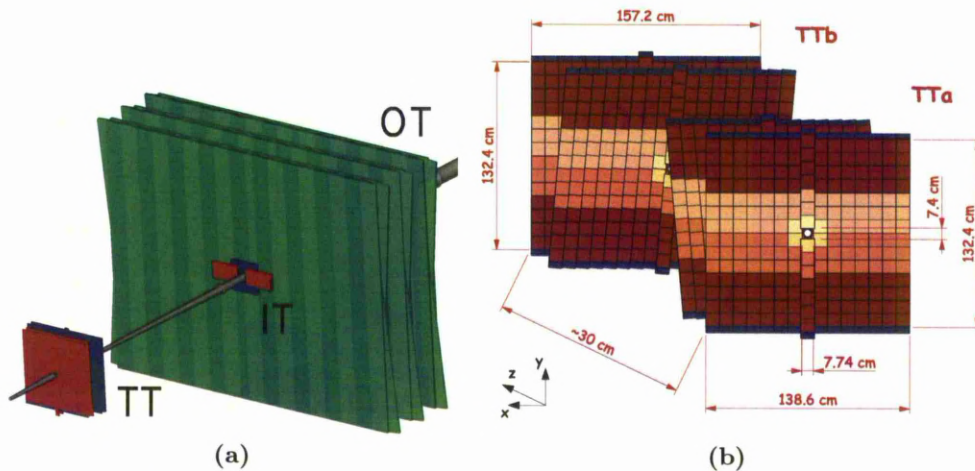 OT
IT
TT
(a)
157.2 cm
TTb
TTa
132.4 cm
7.4 cm
132.4 cm
~30 cm
7.74 cm
138.6 cm
y
z
x
(b)